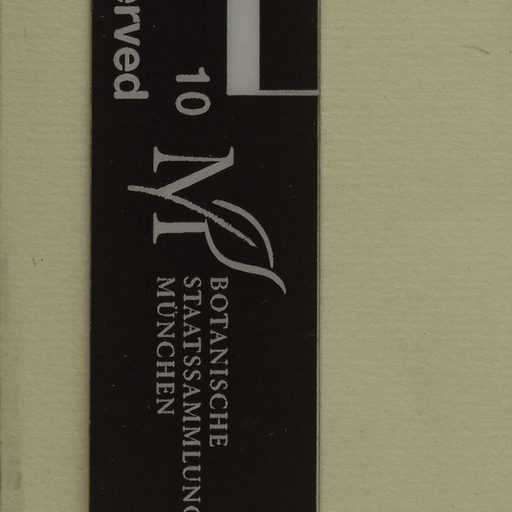 erved
10
M
BOTANISCHE
STAATSSAMMLUNG
MÜNCHEN